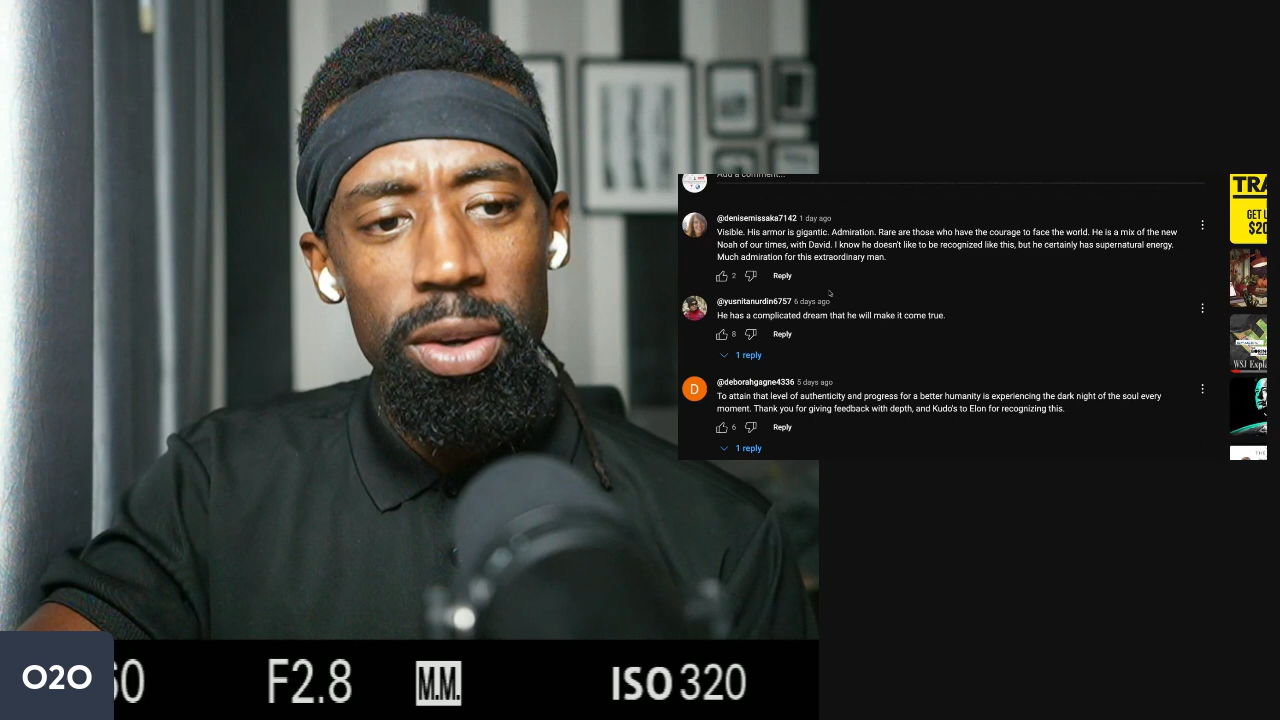 Add a comment...
@denisemissaka7142 1 day ago
Visible. His armor is gigantic. Admiration. Rare are those who have the courage to face the world. He is a mix of the new
Noah of our times, with David. I know he doesn't like to be recognized like this, but he certainly has supernatural energy.
Much admiration for this extraordinary man.
2 Reply
@yusnitanurdin6757 6 days ago
He has a complicated dream that he will make it come true.
8 Reply
1 reply
D
@deborahgagne4336 5 days ago
To attain that level of authenticity and progress for a better humanity is experiencing the dark night of the soul every
moment. Thank you for giving feedback with depth, and Kudo's to Elon for recognizing this.
6 Reply
1 reply
TRA
GET U
$20
WSJ Expla
THE
020
60 F2.8 M.M. ISO 320